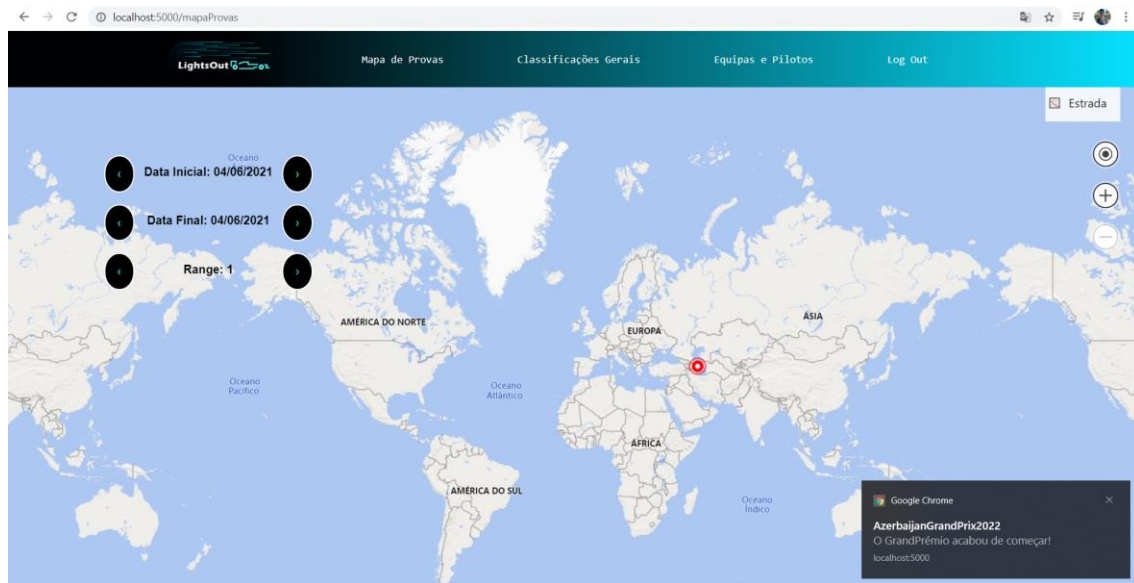 localhost:5000/mapaProvas
LightsOut
Mapa de Provas
Classificações Gerais
Equipas e Pilotos
Log Out
Estrada
Oceano
Data Inicial: 04/06/2021
Data Final: 04/06/2021
Range: 1
AMÉRICA DO NORTE
EUROPA
ÁSIA
Oceano
Pacífico
Oceano
Atlântico
ÁFRICA
AMÉRICA DO SUL
Oceano
Índico
Google Chrome
AzerbaijanGrandPrix2022
O GrandPrémio acabou de começar!
localhost:5000